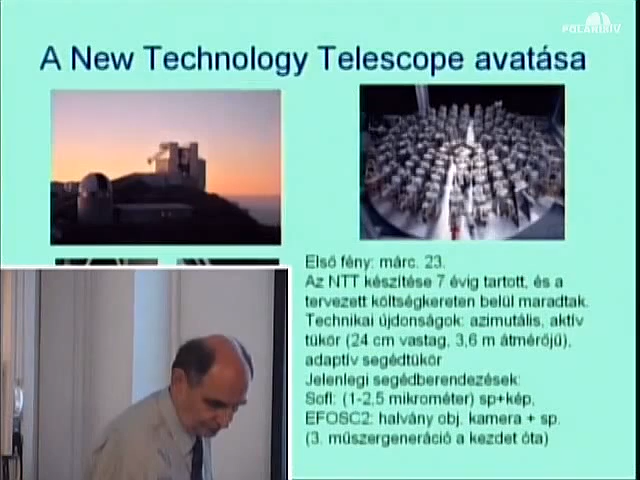 POLARIS TV
A New Technology Telescope avatása
Első fény: márc. 23.
Az NTT készítése 7 évig tartott, és a
tervezett költségkereten belül maradtak.
Technikai újdonságok: azimutális, aktív
tükör (24 cm vastag, 3,6 m átmérőjű),
adaptív segédtükör
Jelenlegi segédberendezések:
SofI: (1-2,5 mikrométer) sp+kép,
EFOSC2: halvány obj. kamera + sp.
(3. műszergeneráció a kezdet óta)